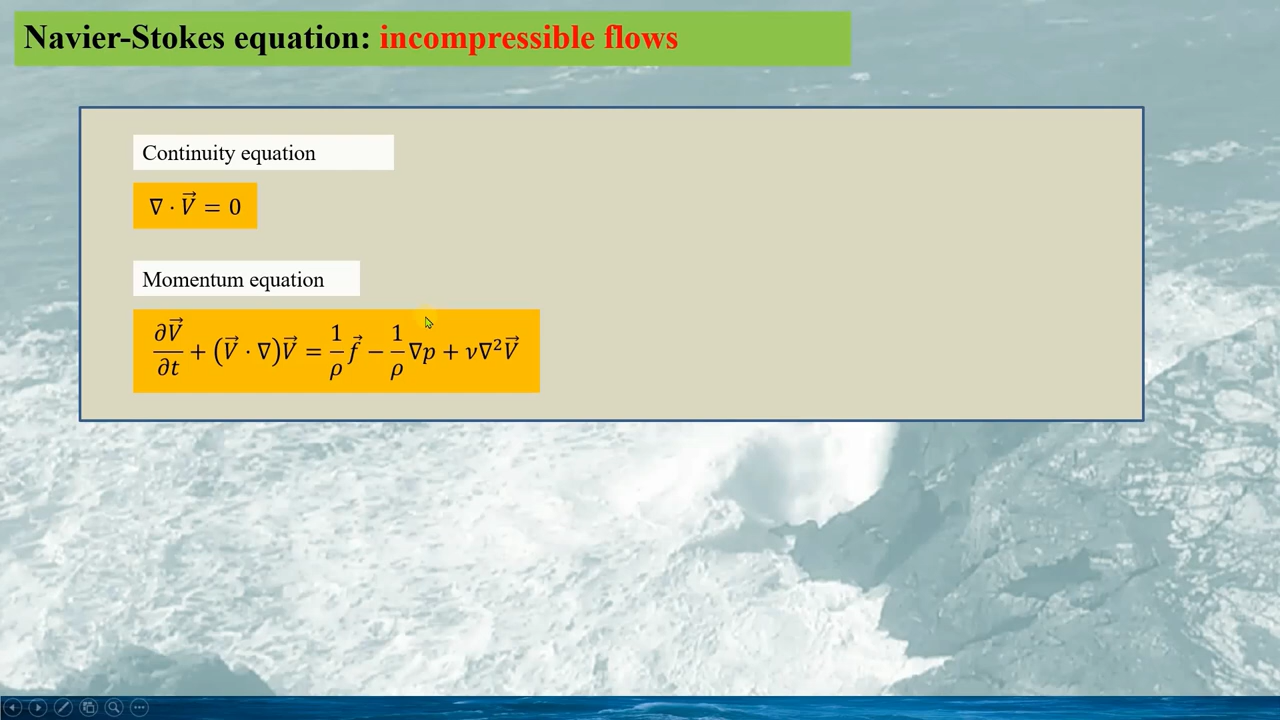 Navier-Stokes equation: incompressible flows
Continuity equation
∇ · V⃗ = 0
Momentum equation
∂V⃗/∂t + (V⃗ · ∇)V⃗ = 1/ρ f⃗ − 1/ρ ∇p + ν∇²V⃗